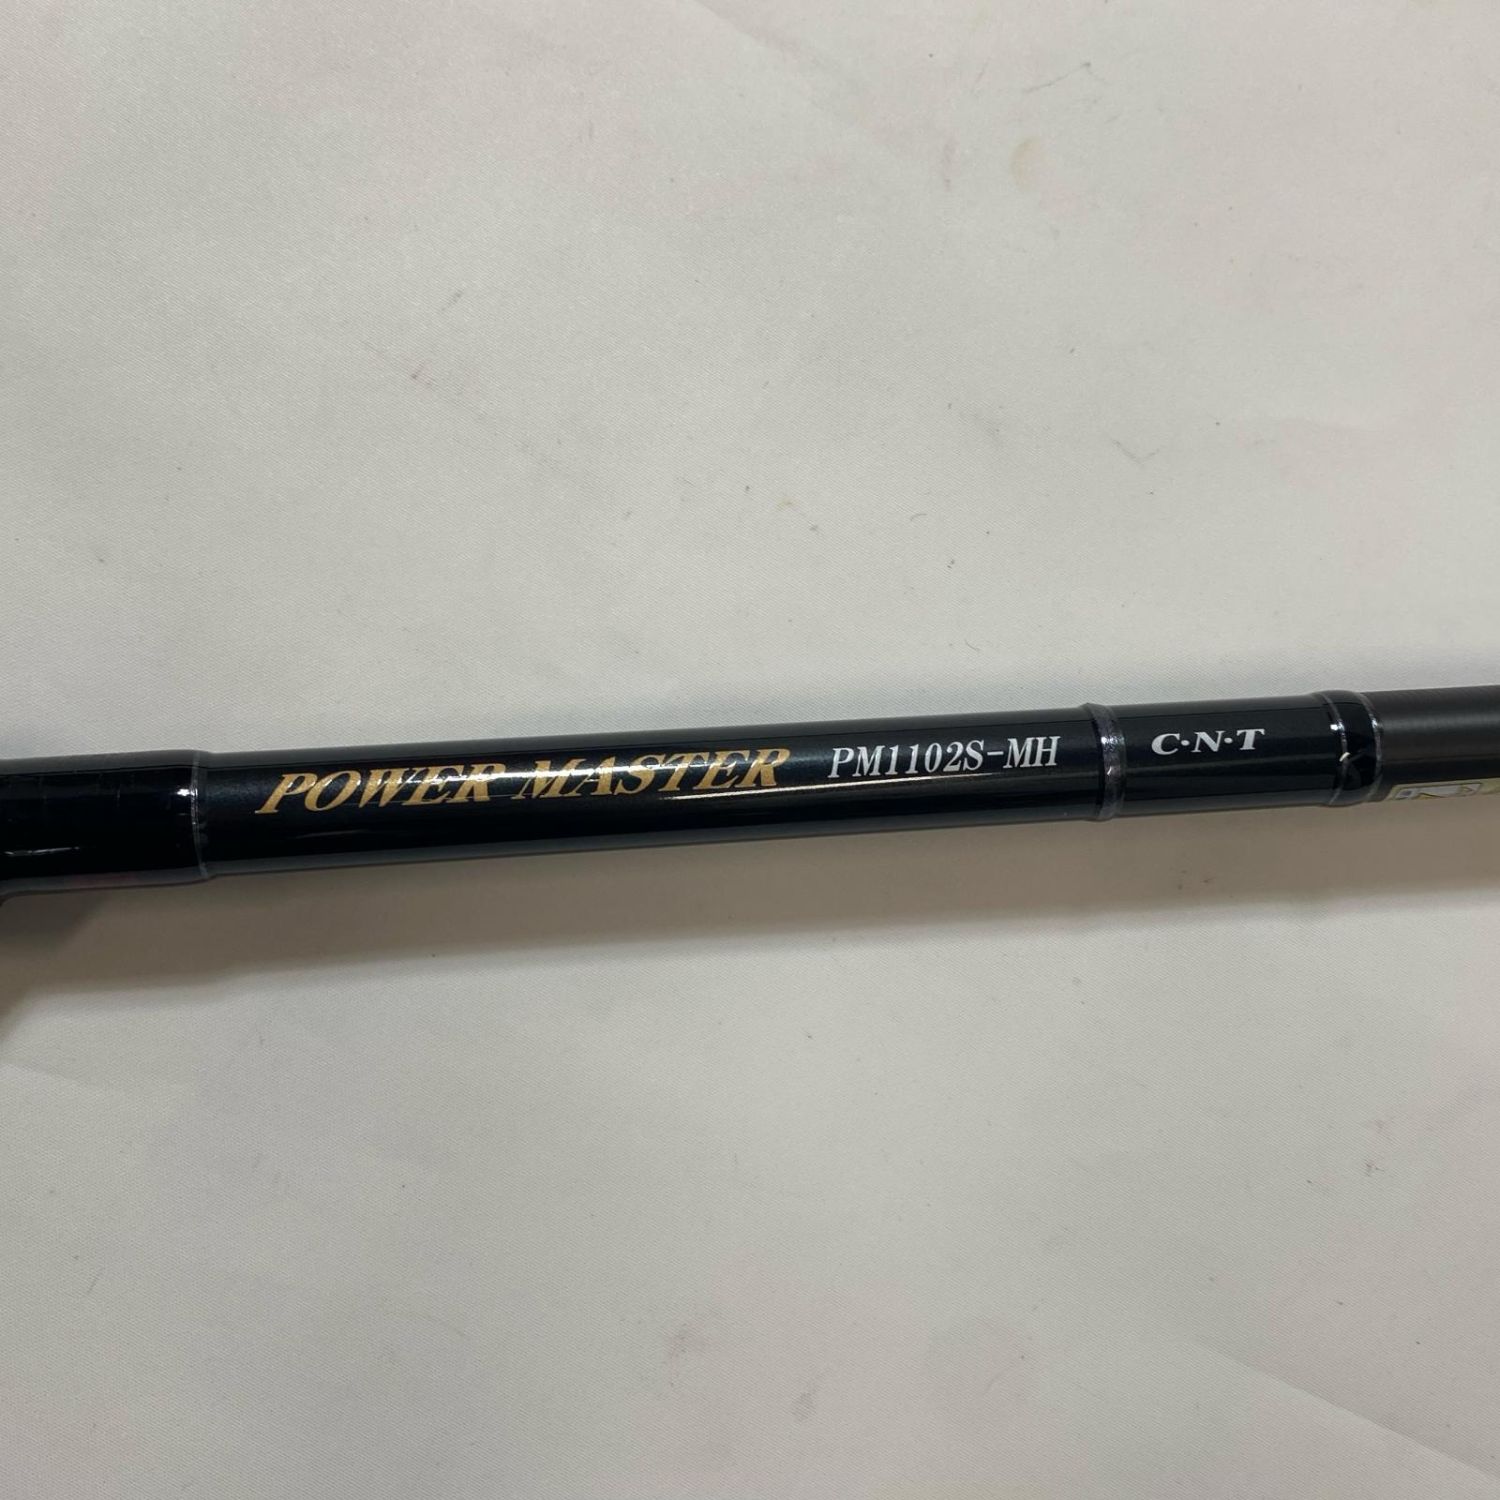 POWER MASTER PM1102S-MH C·N·T